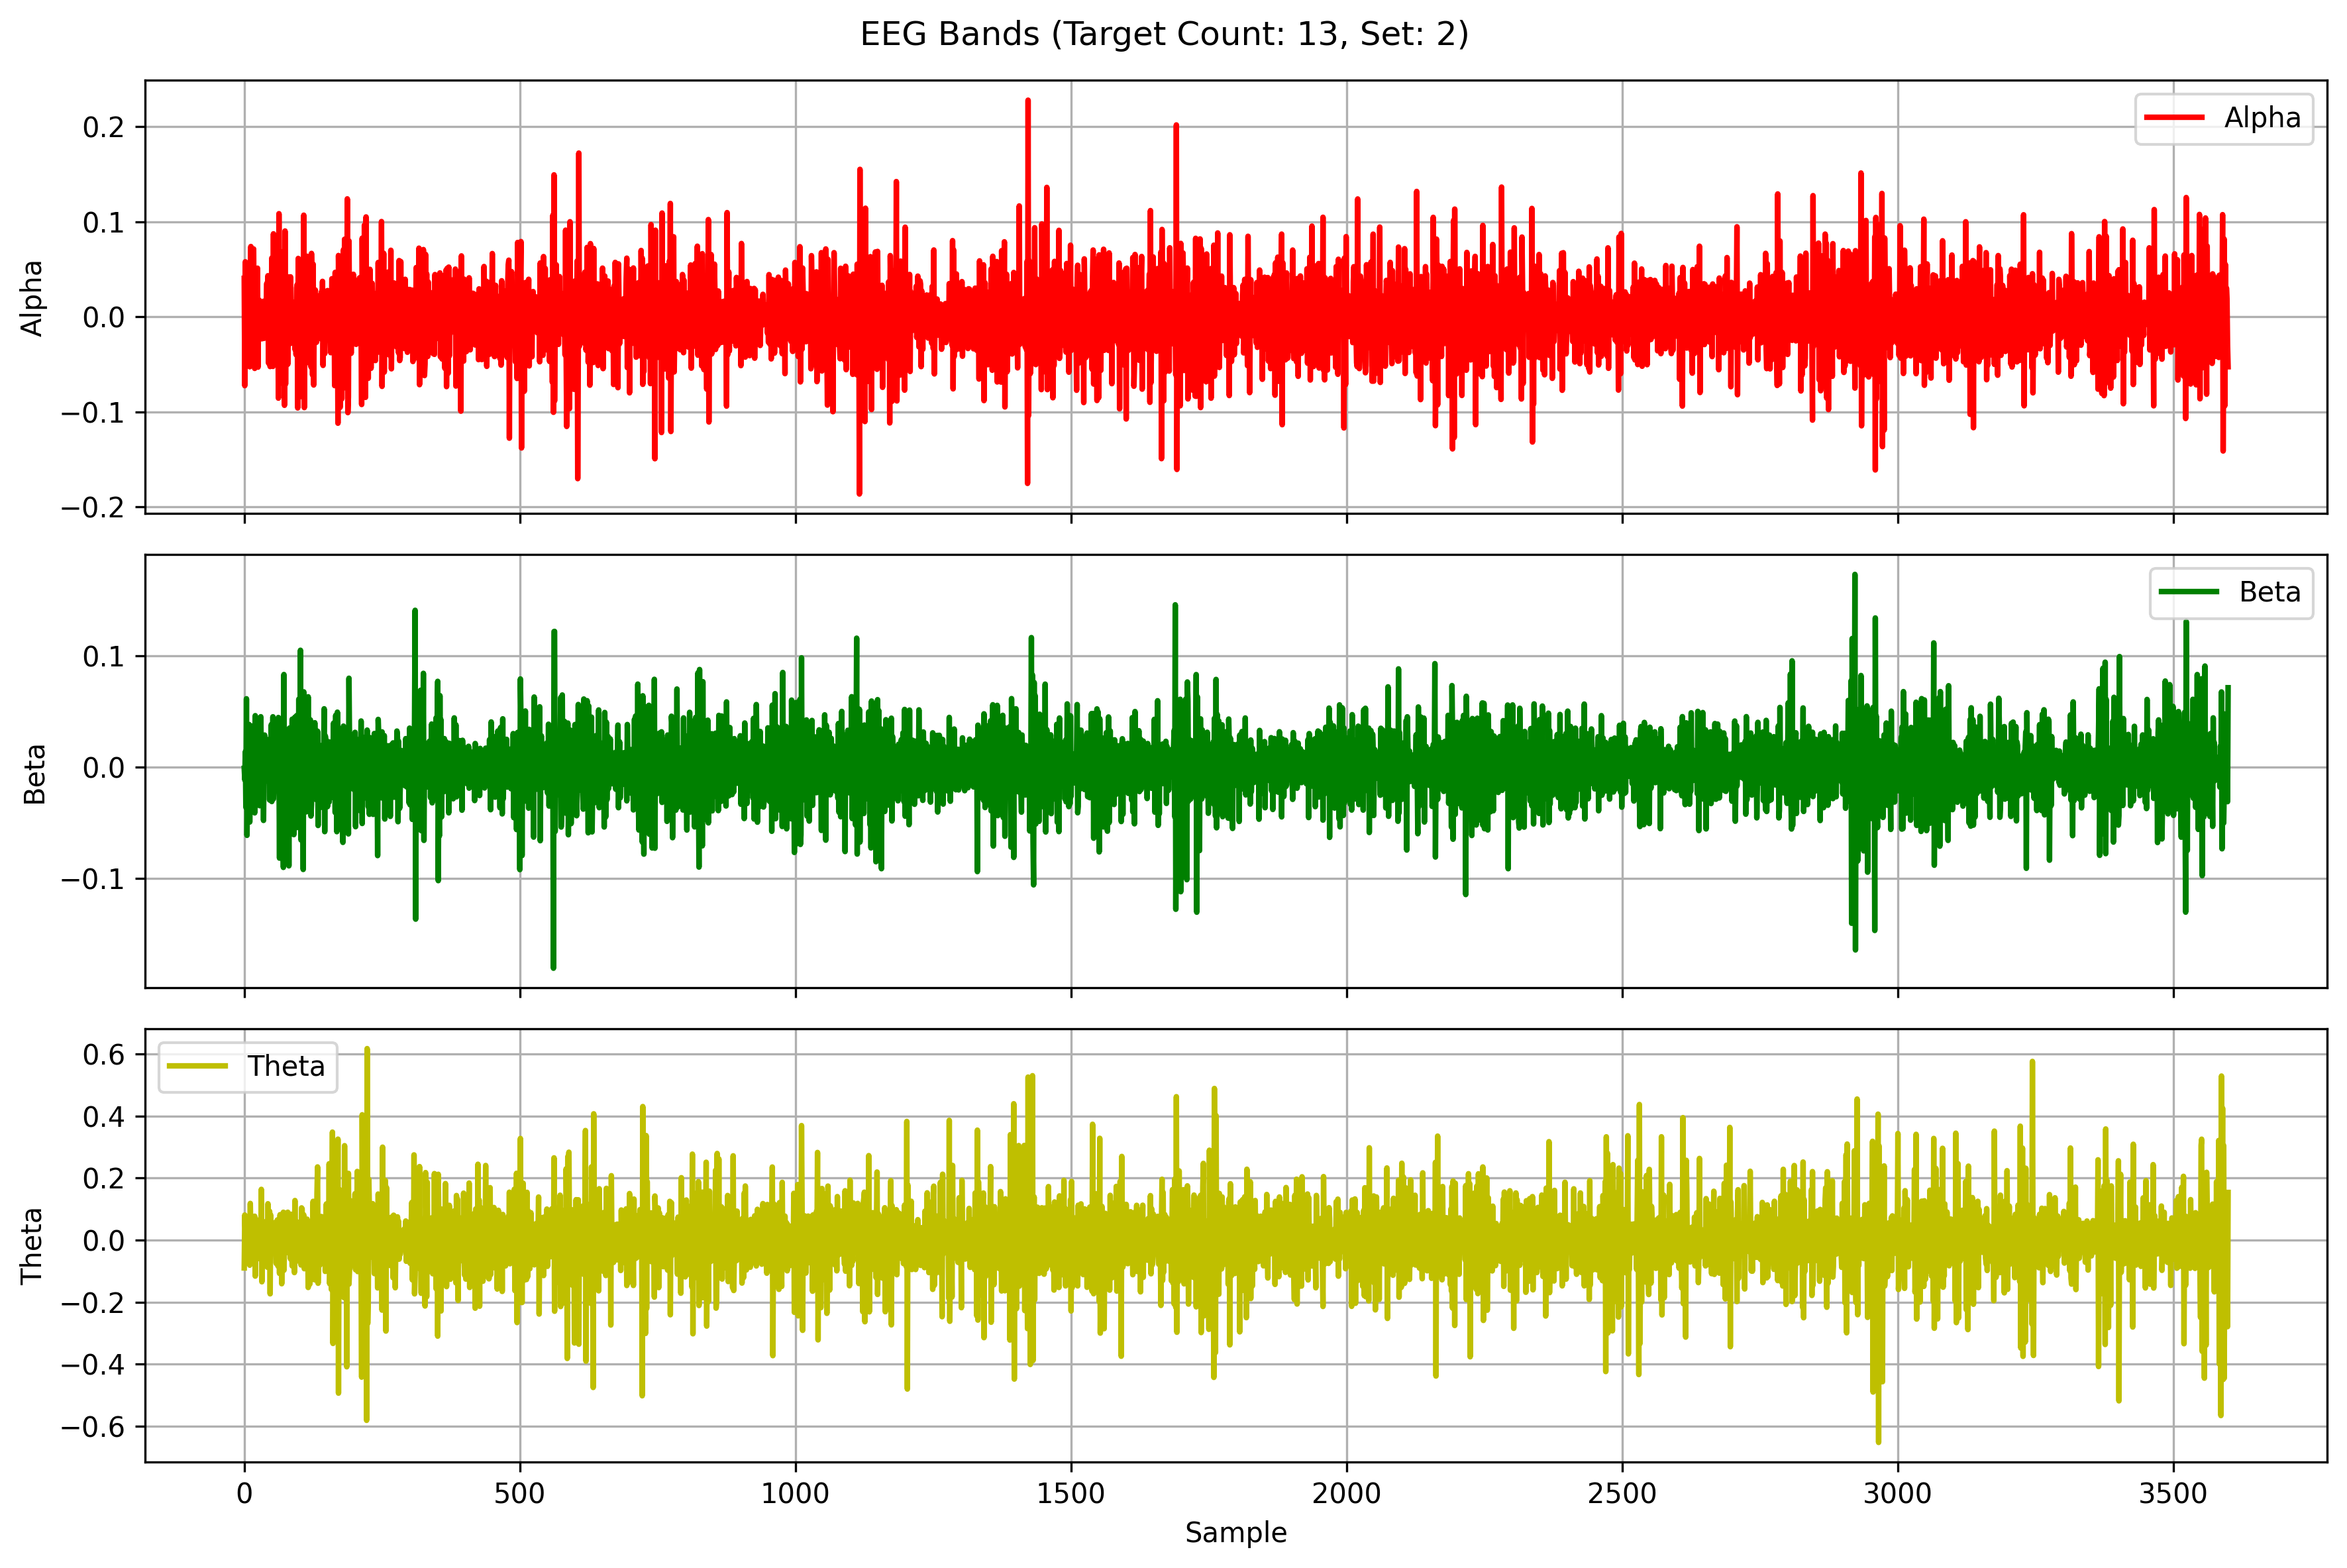 EEG Bands (Target Count: 13, Set: 2)
Alpha
0.2
0.1
0.0
−0.1
−0.2
Alpha
Beta
0.1
0.0
−0.1
Beta
Theta
0.6
0.4
0.2
0.0
−0.2
−0.4
−0.6
Theta
0 500 1000 1500 2000 2500 3000 3500
Sample